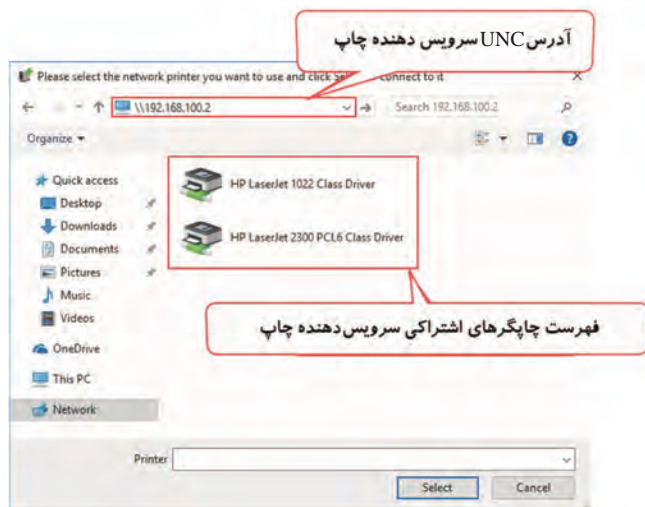 آدرس UNC سرویس دهنده چاپ
Please select the network printer you want to use and click Sel connect to it
\\192.168.100.2
Search 192.168.100.2
Organize
Quick access
Desktop
Downloads
Documents
Pictures
Music
Videos
OneDrive
This PC
Network
HP LaserJet 1022 Class Driver
HP LaserJet 2300 PCL6 Class Driver
فهرست چاپگرهای اشتراکی سرویس‌دهنده چاپ
Printer
Select
Cancel